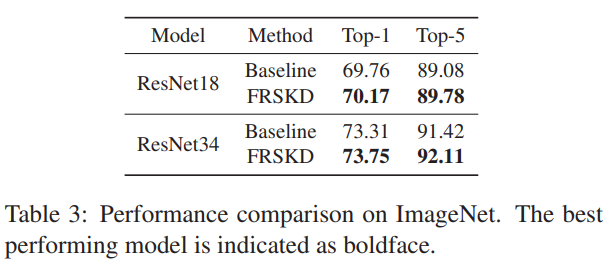 Model Method Top-1 Top-5
ResNet18 Baseline 69.76 89.08
FRSKD 70.17 89.78
ResNet34 Baseline 73.31 91.42
FRSKD 73.75 92.11
Table 3: Performance comparison on ImageNet. The best
performing model is indicated as boldface.